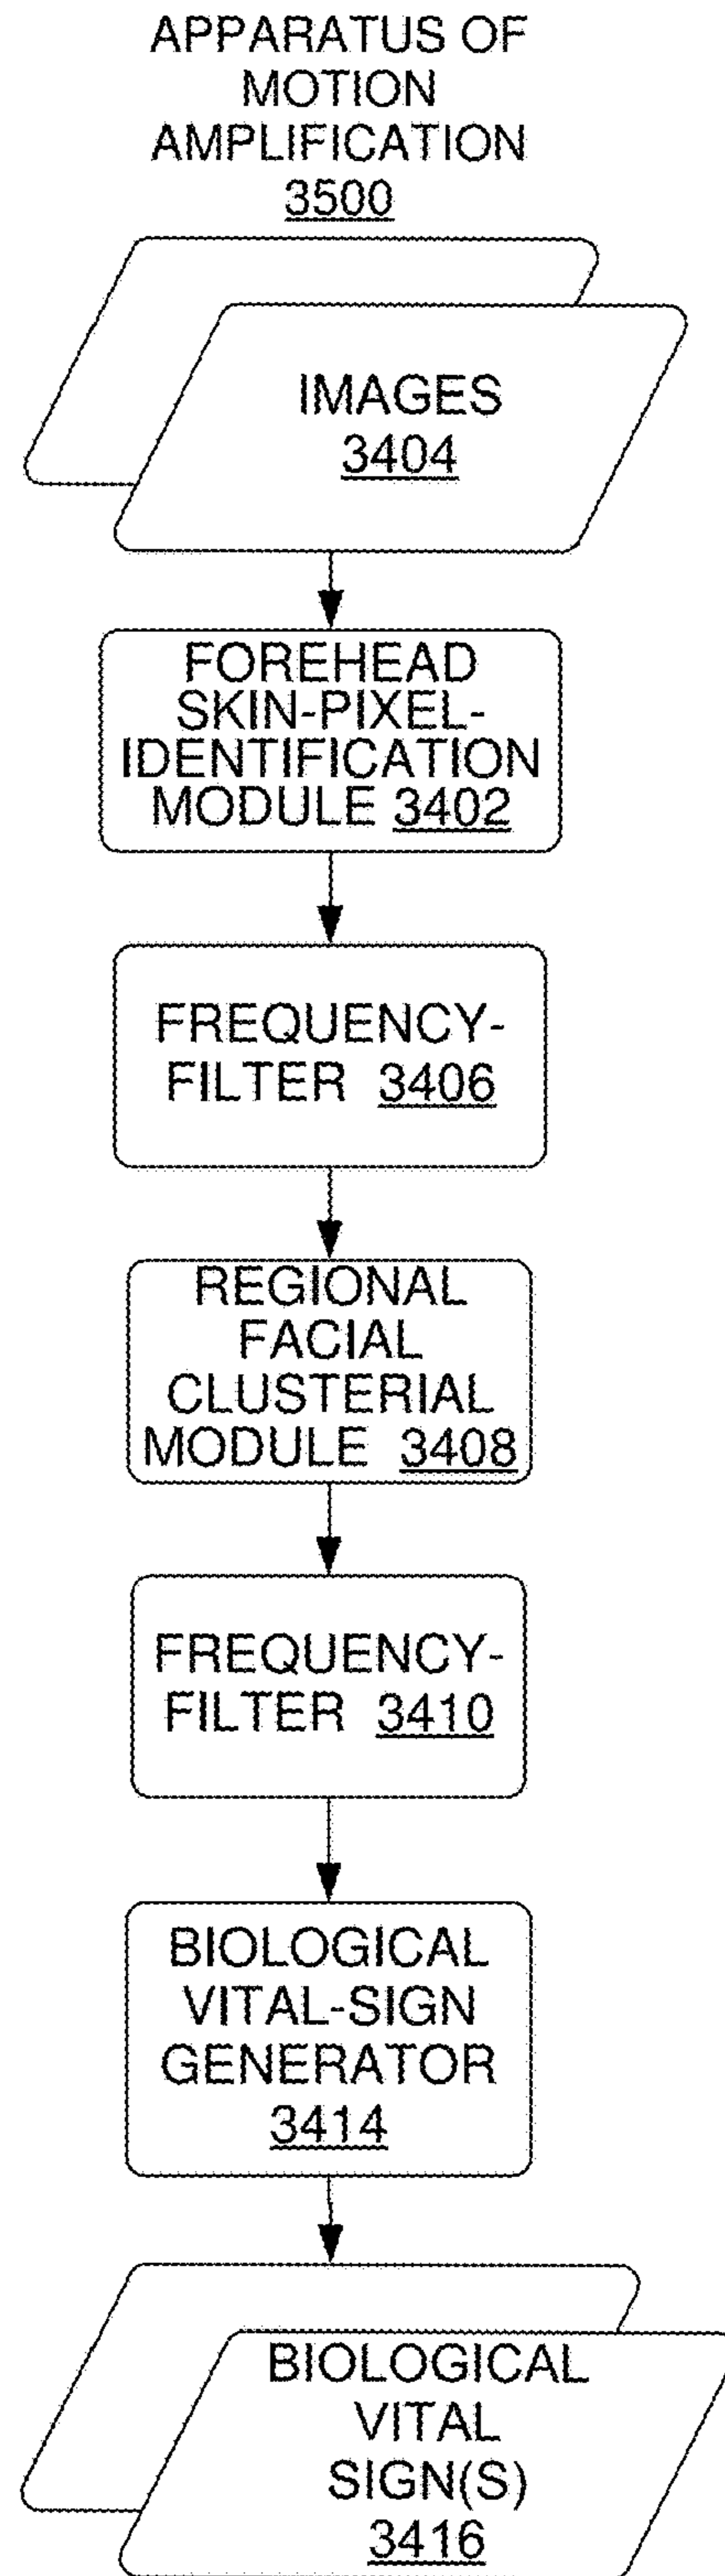 APPARATUS OF
MOTION
AMPLIFICATION
3500
IMAGES
3404
FOREHEAD
SKIN-PIXEL-
IDENTIFICATION
MODULE 3402
FREQUENCY-
FILTER 3406
REGIONAL
FACIAL
CLUSTERIAL
MODULE 3408
FREQUENCY-
FILTER 3410
BIOLOGICAL
VITAL-SIGN
GENERATOR
3414
BIOLOGICAL
VITAL
SIGN(S)
3416